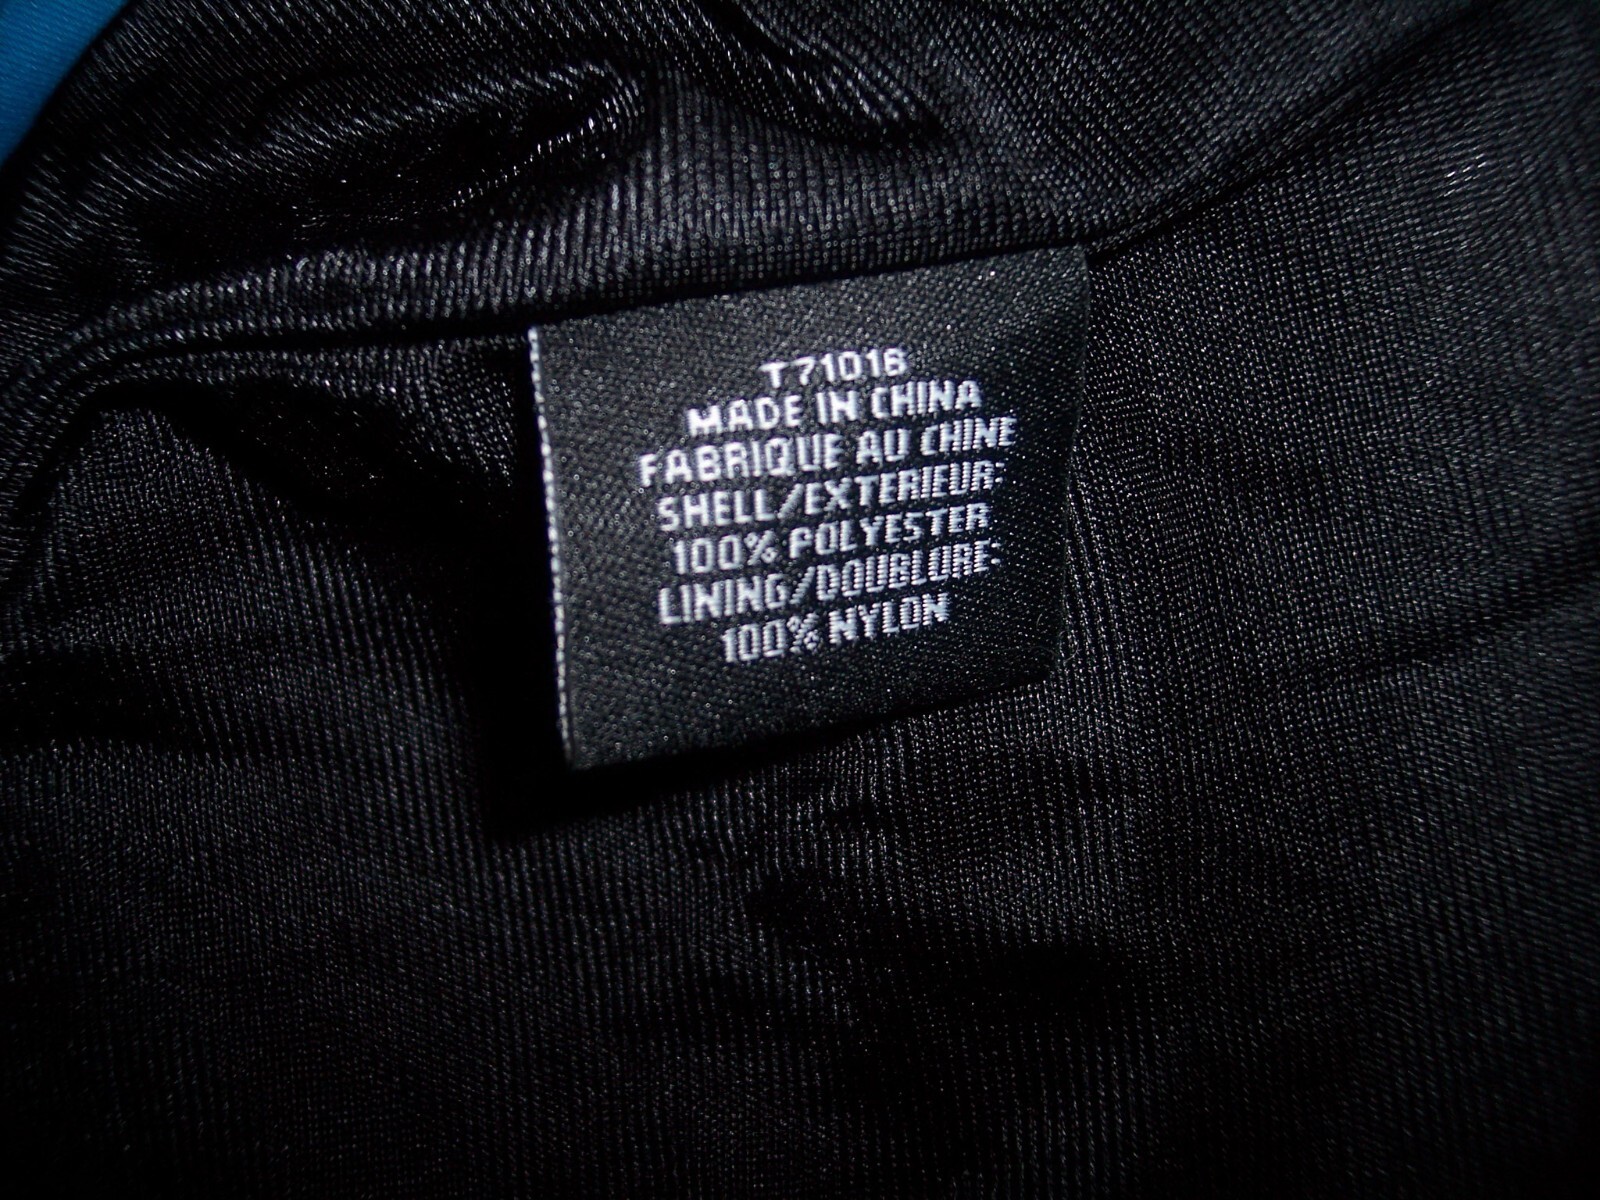 T71016
MADE IN CHINA
FABRIQUE AU CHINE
SHELL/EXTERIEUR:
100% POLYESTER
LINING/DOUBLURE:
100% NYLON